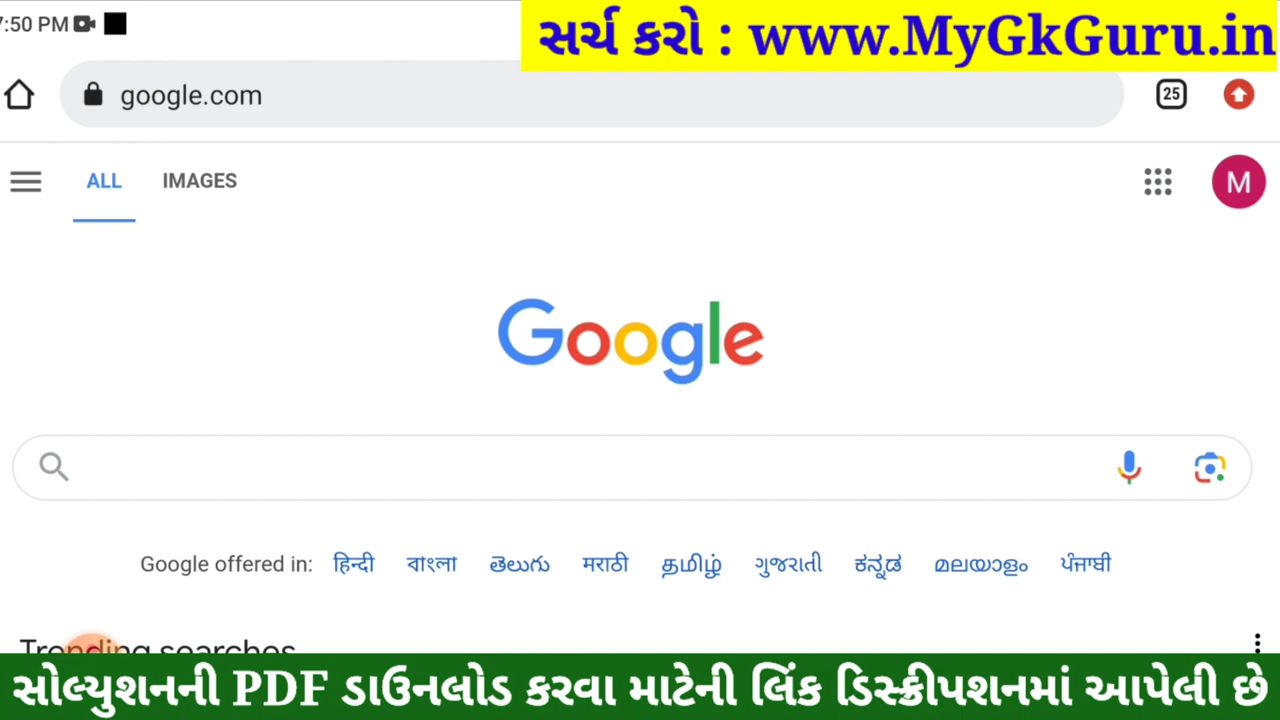 7:50 PM
સર્ચ કરો : www.MyGkGuru.in
google.com
25
ALL IMAGES
M
Google
Google offered in: हिन्दी বাংলা తెలుగు मराठी தமிழ் ગુજરાતી ಕನ್ನಡ മലയാളം ਪੰਜਾਬੀ
Trending searches
સોલ્યુશનની PDF ડાઉનલોડ કરવા માટેની લિંક ડિસ્ક્રીપશનમાં આપેલી છે